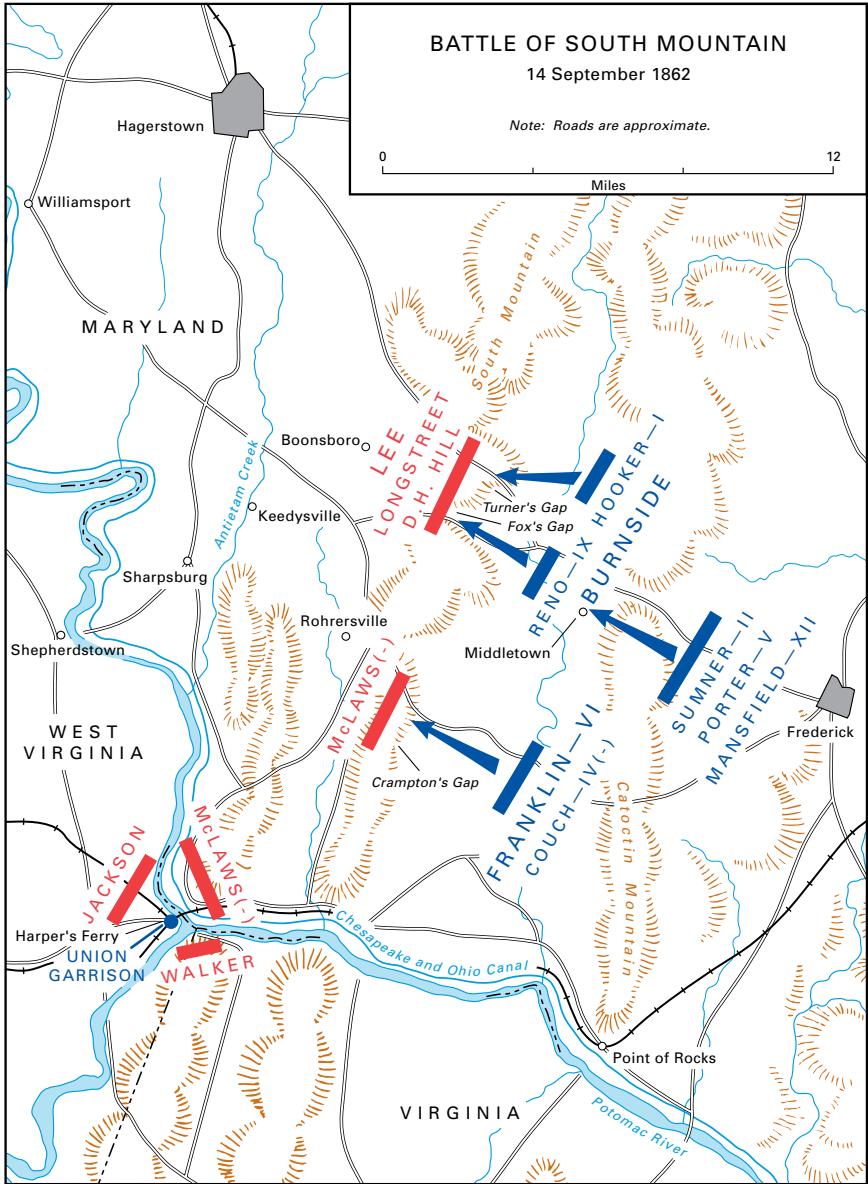 BATTLE OF SOUTH MOUNTAIN
14 September 1862
Note: Roads are approximate.
0
12
Miles
Hagerstown
Williamsport
MARYLAND
South Mountain
Boonsboro
LEE
LONGSTREET
D.H. HILL
HOOKER—I
RENO—IX
BURNSIDE
Turner's Gap
Fox's Gap
Antietam Creek
Keedysville
Sharpsburg
Rohrersville
Shepherdstown
Middletown
SUMNER—II
PORTER—V
MANSFIELD—XII
Frederick
WEST
VIRGINIA
McLAWS(-)
Crampton's Gap
FRANKLIN—VI
COUCH—IV(-)
Catoctin Mountain
JACKSON
McLAWS(-)
Harper's Ferry
UNION
GARRISON
WALKER
Chesapeake and Ohio Canal
Point of Rocks
VIRGINIA
Potomac River